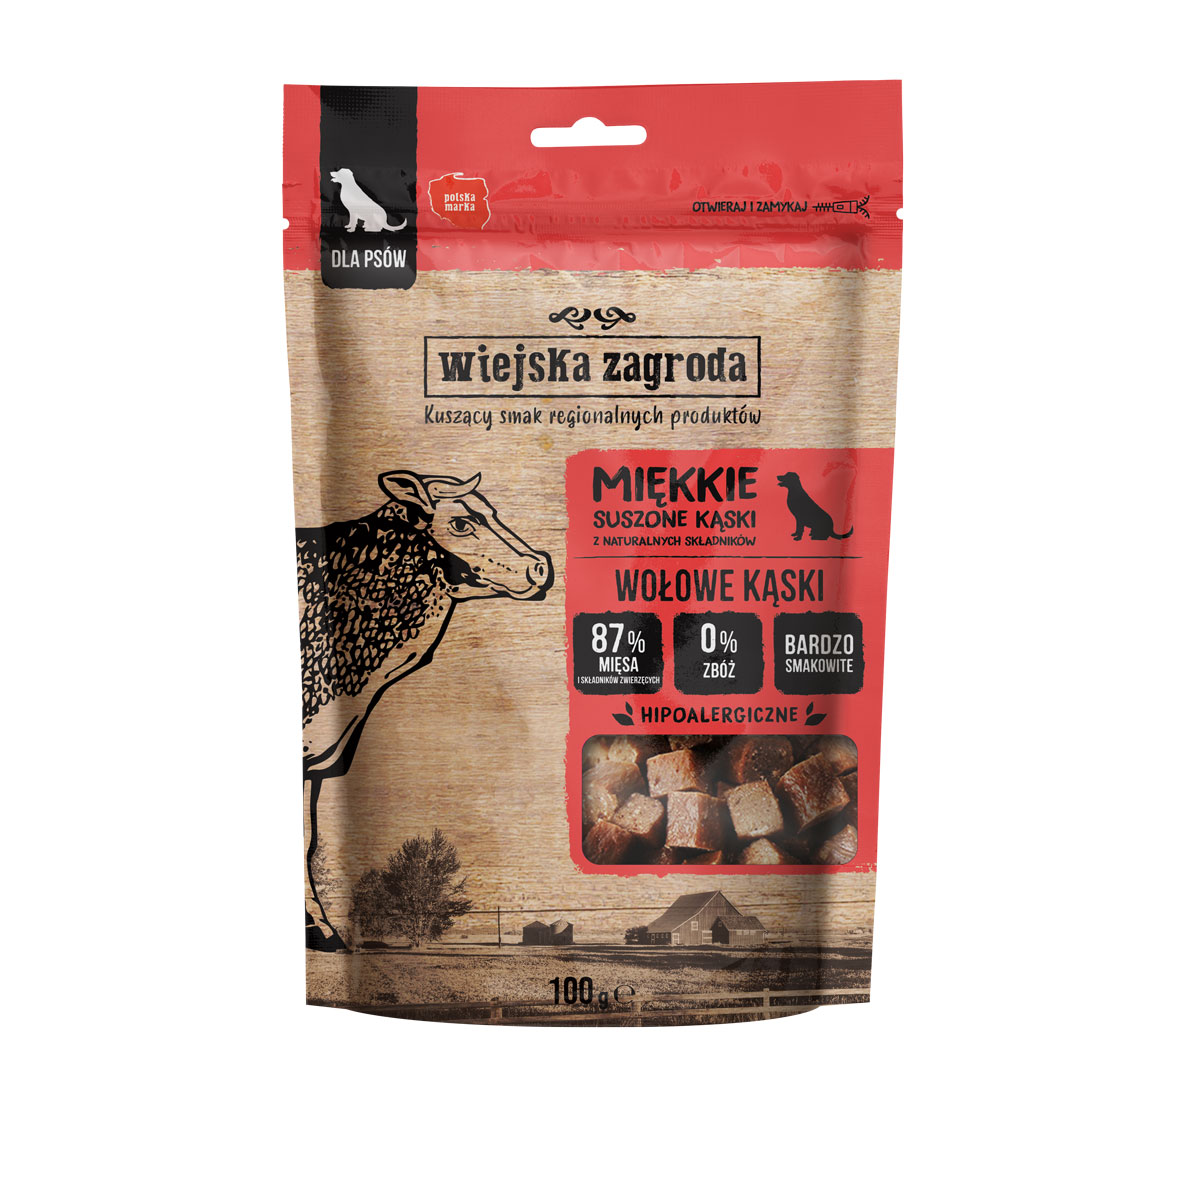 polska
marka
OTWIERAJ I ZAMYKAJ
DLA PSÓW
wiejska zagroda
Kuszący smak regionalnych produktów
MIĘKKIE
SUSZONE KĄSKI
Z NATURALNYCH SKŁADNIKÓW
WOŁOWE KĄSKI
87%
MIĘSA
I SKŁADNIKÓW ZWIERZĘCYCH
0%
ZBÓŻ
BARDZO
SMAKOWITE
HIPOALERGICZNE
100 g ℮